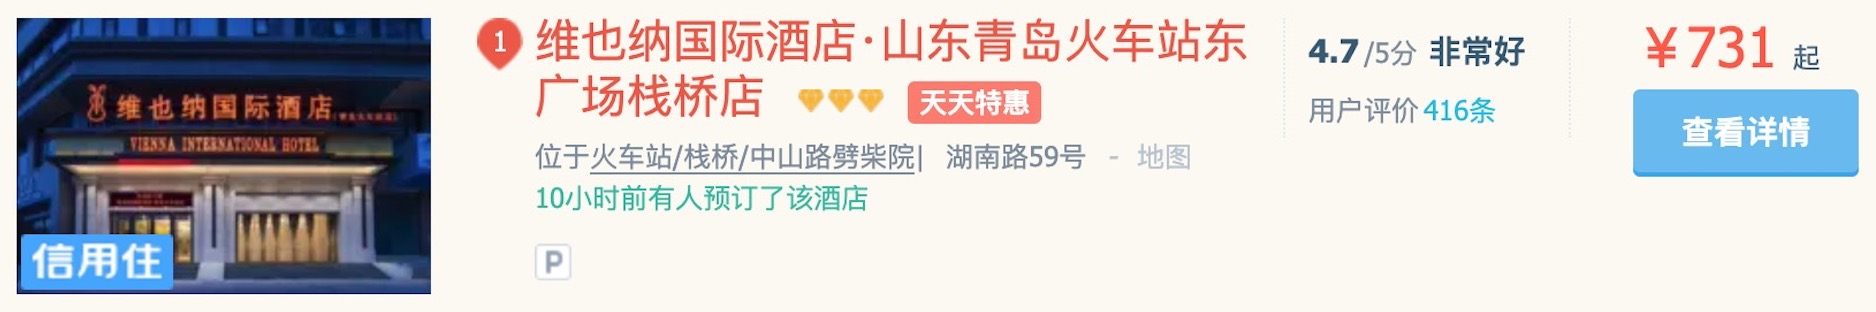 维也纳国际酒店
VIENNA INTERNATIONAL HOTEL
信用住
1
维也纳国际酒店·山东青岛火车站东
广场栈桥店 天天特惠
位于火车站/栈桥/中山路劈柴院| 湖南路59号 - 地图
10小时前有人预订了该酒店
P
4.7/5分 非常好
用户评价416条
¥731 起
查看详情